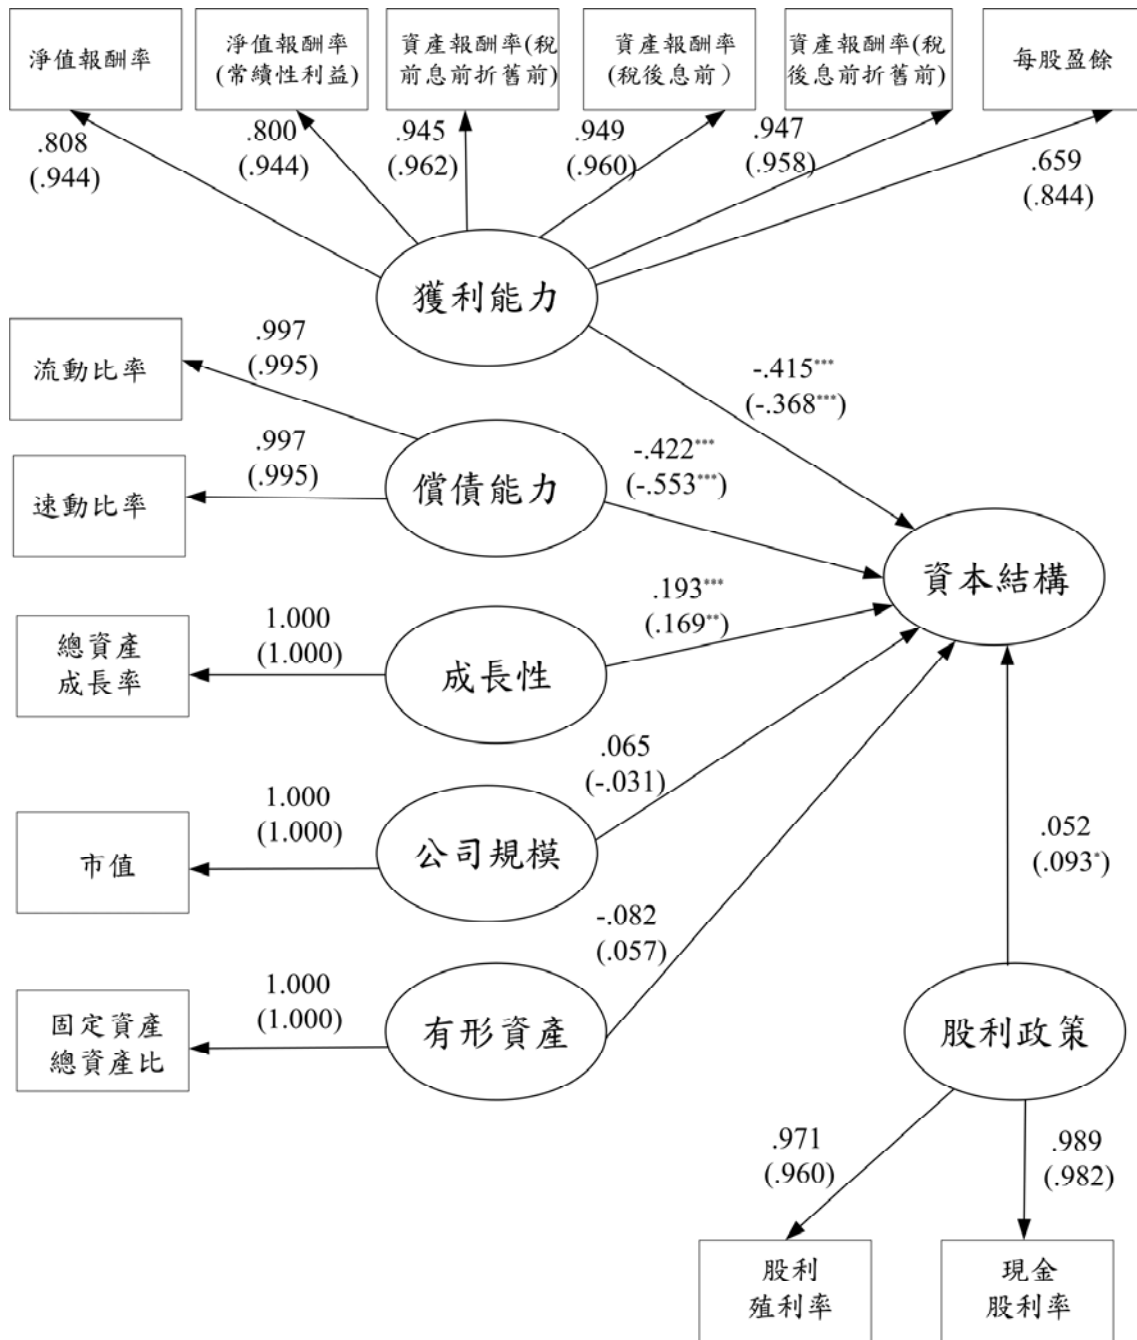 淨值報酬率
淨值報酬率
(常續性利益)
資產報酬率(稅
前息前折舊前)
資產報酬率
(稅後息前)
資產報酬率(稅
後息前折舊前)
每股盈餘
.808
(.944)
.800
(.944)
.945
(.962)
.949
(.960)
.947
(.958)
.659
(.844)
獲利能力
流動比率
.997
(.995)
-.415***
(-.368***)
速動比率
.997
(.995)
償債能力
-.422***
(-.553***)
資本結構
總資產
成長率
1.000
(1.000)
成長性
.193***
(.169**)
市值
1.000
(1.000)
公司規模
.065
(-.031)
.052
(.093*)
固定資產
總資產比
1.000
(1.000)
有形資產
-.082
(.057)
股利政策
.971
(.960)
.989
(.982)
股利
殖利率
現金
股利率